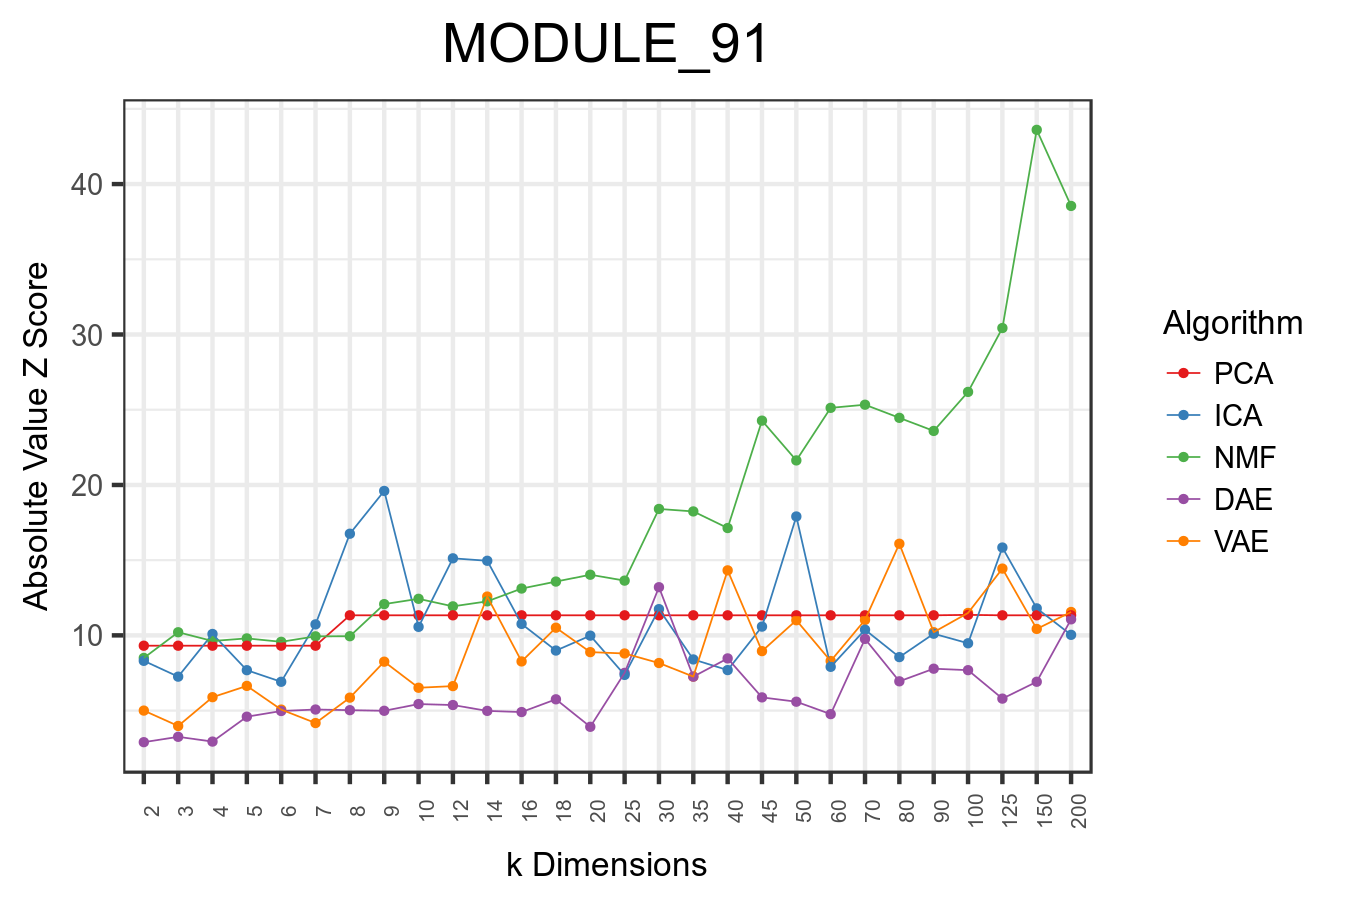 MODULE_91
Absolute Value Z Score
40
30
20
10
2 3 4 5 6 7 8 9 10 12 14 16 18 20 25 30 35 40 45 50 60 70 80 90 100 125 150 200
k Dimensions
Algorithm
PCA
ICA
NMF
DAE
VAE